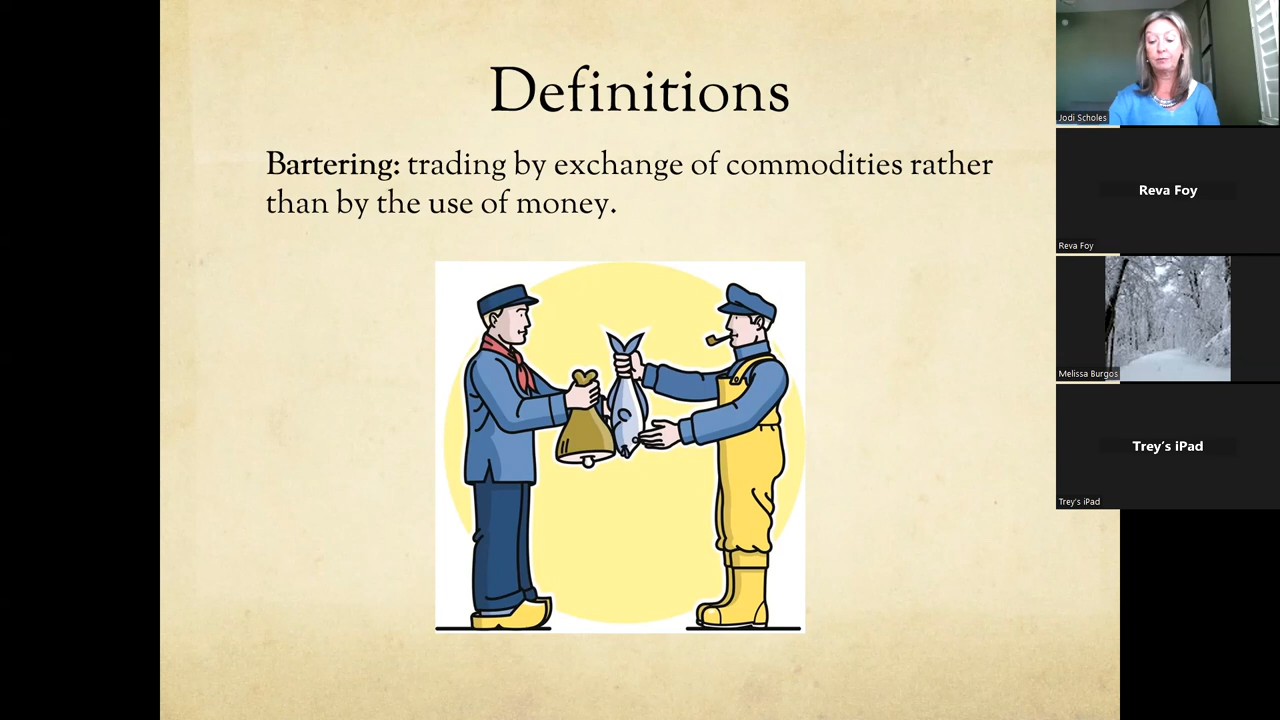 Definitions
Bartering: trading by exchange of commodities rather
than by the use of money.
Jodi Scholes
Reva Foy
Reva Foy
Melissa Burgos
Trey's iPad
Trey's iPad